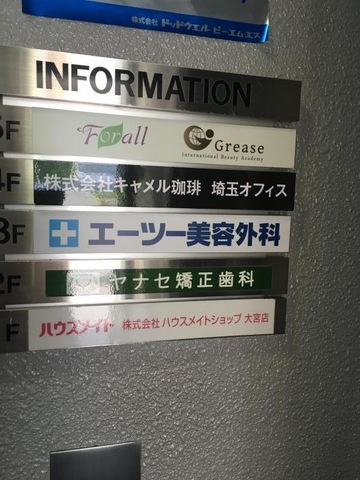 株式会社 ドッドウエル ビー・エム・エス
INFORMATION
5F Forall Grease
International Beauty Academy
4F 株式会社キャメル珈琲 埼玉オフィス
3F エーツー美容外科
2F ヤナセ矯正歯科
F ハウスメイト 株式会社 ハウスメイトショップ 大宮店